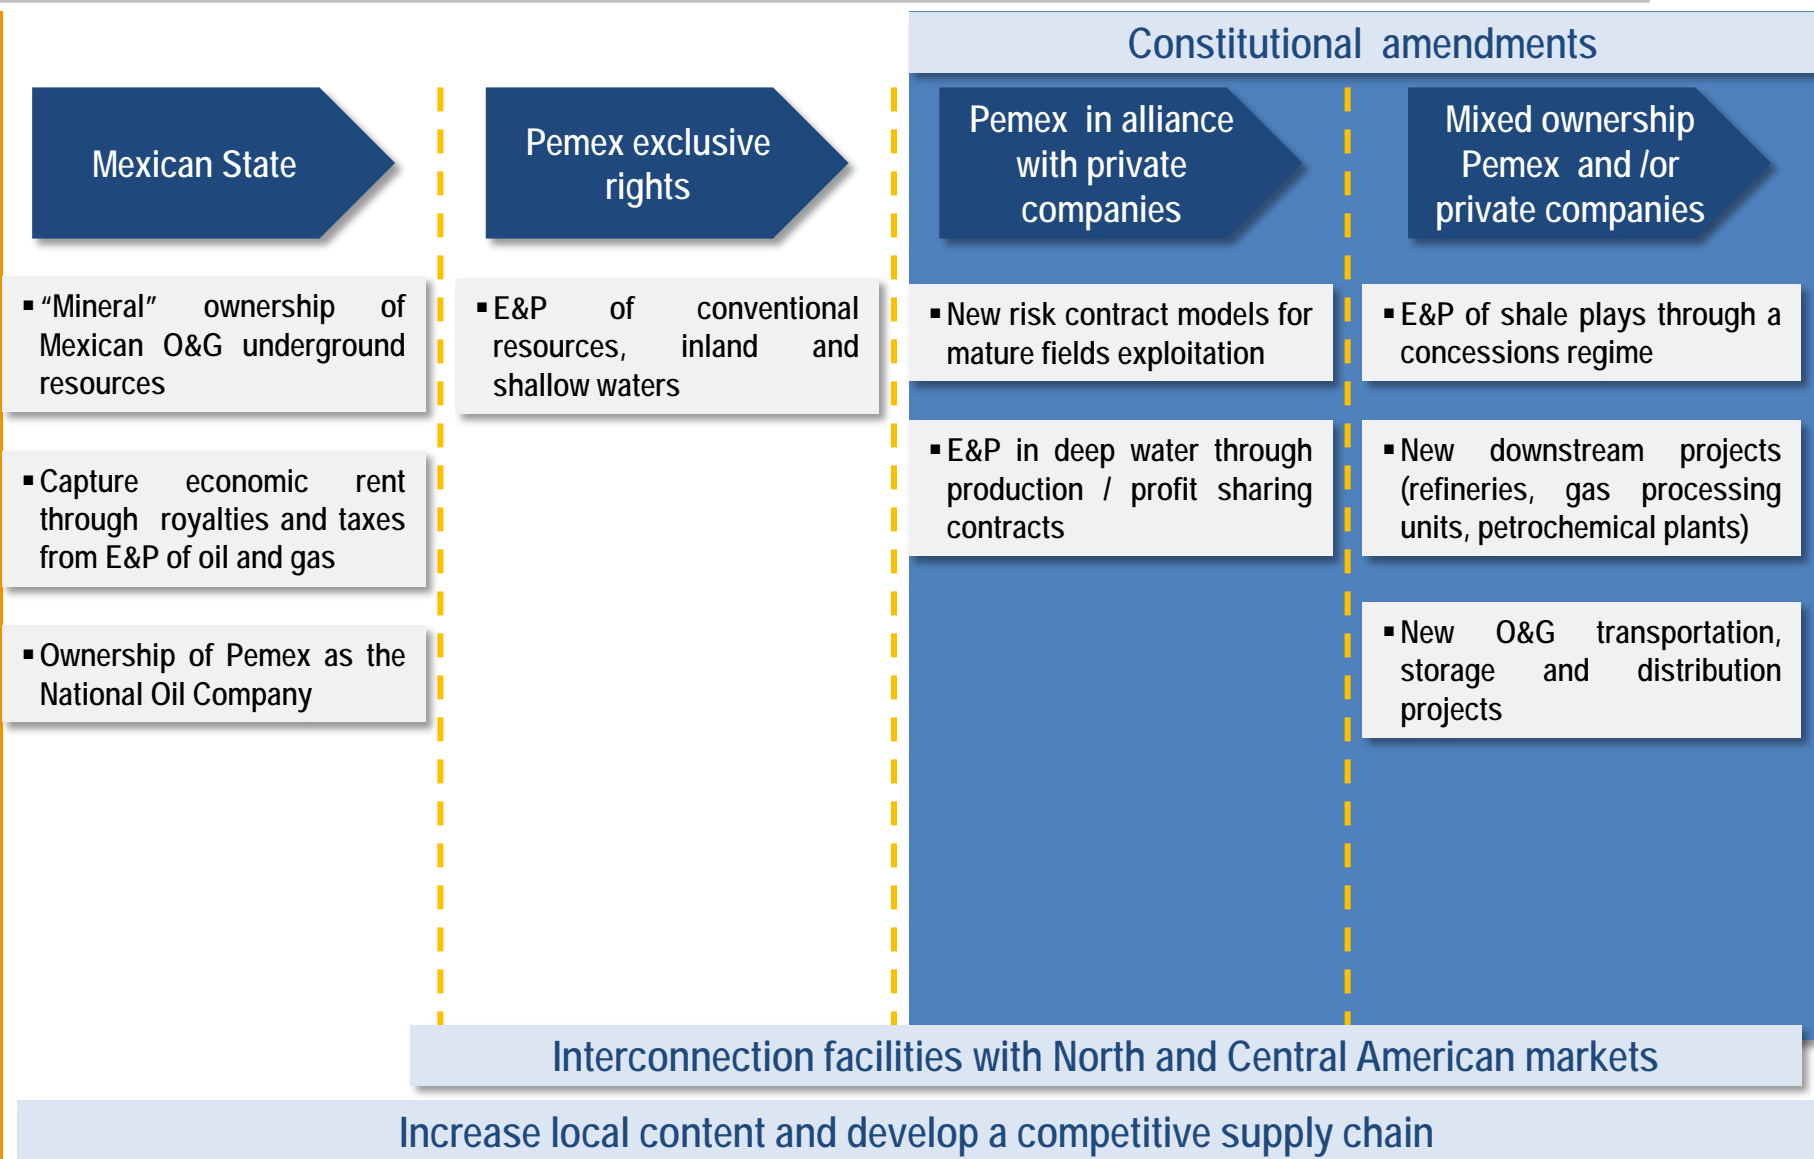 Constitutional amendments
Mexican State
▪ “Mineral” ownership of
Mexican O&G underground
resources
▪ Capture economic rent
through royalties and taxes
from E&P of oil and gas
▪ Ownership of Pemex as the
National Oil Company
Pemex exclusive
rights
▪ E&P of conventional
resources, inland and
shallow waters
Pemex in alliance
with private
companies
▪ New risk contract models for
mature fields exploitation
▪ E&P in deep water through
production / profit sharing
contracts
Mixed ownership
Pemex and /or
private companies
▪ E&P of shale plays through a
concessions regime
▪ New downstream projects
(refineries, gas processing
units, petrochemical plants)
▪ New O&G transportation,
storage and distribution
projects
Interconnection facilities with North and Central American markets
Increase local content and develop a competitive supply chain